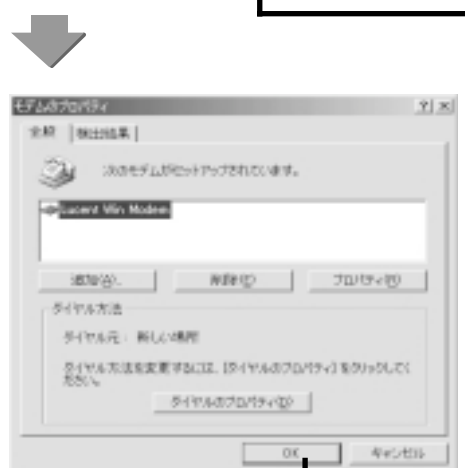 モデムのプロパティ
全般 検出結果
次のモデムがセットアップされています。
Lucent Win Modem
追加(A)... 削除(E) プロパティ(R)
ダイヤル方法
ダイヤル元： 新しい場所
ダイヤル方法を変更するには、[ダイヤルのプロパティ] をクリックしてく
ださい。
ダイヤルのプロパティ(D)
OK キャンセル